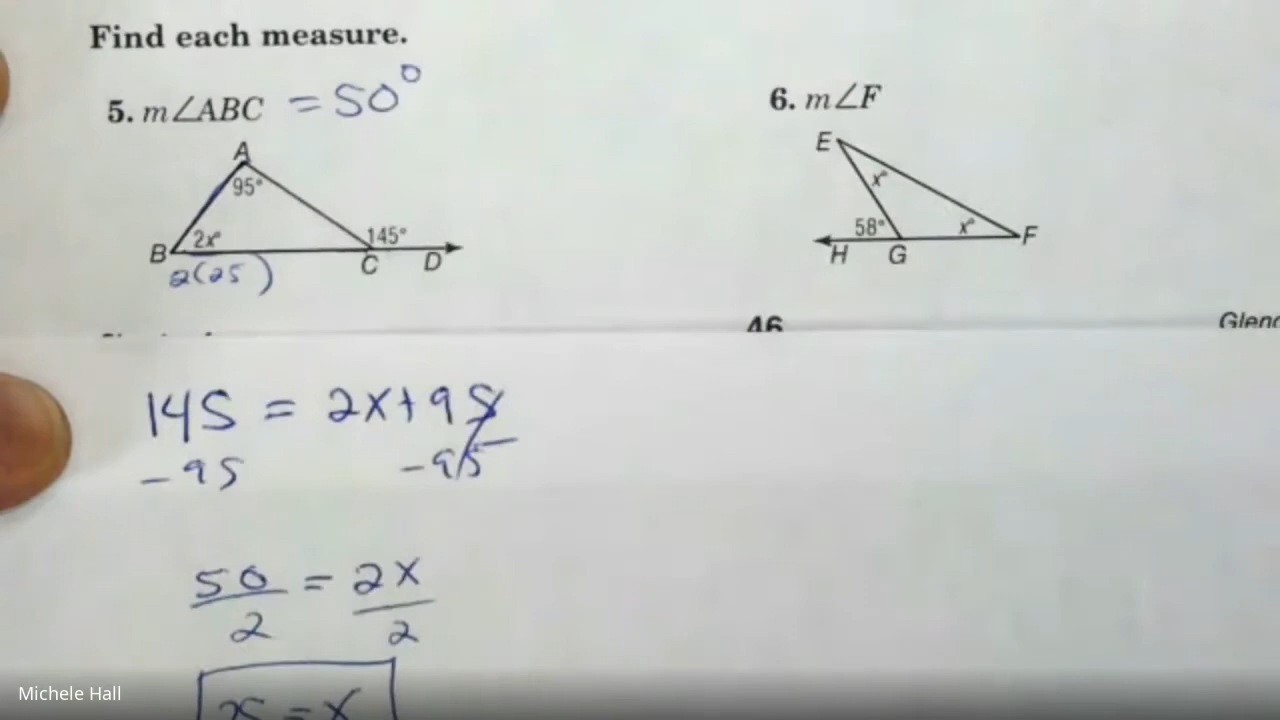 Find each measure.
5. m∠ABC = 50°
A
95°
B
2x°
145°
C
D
2(25)
6. m∠F
E
x°
58°
x°
F
H
G
46
Glenc
145 = 2x+95
-95 -95
50 = 2x
2 2
25 = x
Michele Hall